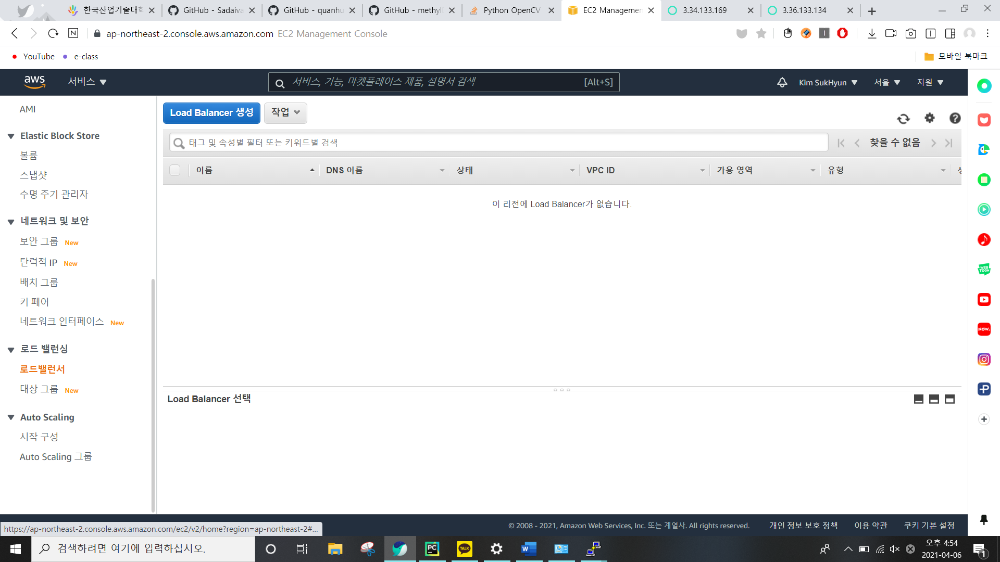 한국산업기술대학
GitHub - Sadaiva
GitHub - quanhu
GitHub - methyll
Python OpenCV
EC2 Managemen
3.34.133.169
3.36.133.134
ap-northeast-2.console.aws.amazon.com EC2 Management Console
YouTube
e-class
모바일 북마크
aws
서비스
서비스, 기능, 마켓플레이스 제품, 설명서 검색
[Alt+S]
Kim SukHyun
서울
지원
AMI
Elastic Block Store
볼륨
스냅샷
수명 주기 관리자
네트워크 및 보안
보안 그룹 New
탄력적 IP New
배치 그룹
키 페어
네트워크 인터페이스 New
로드 밸런싱
로드밸런서
대상 그룹 New
Auto Scaling
시작 구성
Auto Scaling 그룹
Load Balancer 생성
작업
태그 및 속성별 필터 또는 키워드별 검색
찾을 수 없음
이름
DNS 이름
상태
VPC ID
가용 영역
유형
이 리전에 Load Balancer가 없습니다.
Load Balancer 선택
WEB
TOON
NOW.
© 2008 - 2021, Amazon Web Services, Inc. 또는 계열사. All rights reserved.
개인 정보 보호 정책
이용 약관
쿠키 기본 설정
https://ap-northeast-2.console.aws.amazon.com/ec2/v2/home?region=ap-northeast-2#...
검색하려면 여기에 입력하십시오.
PC
TALK
W
오후 4:54
2021-04-06
1